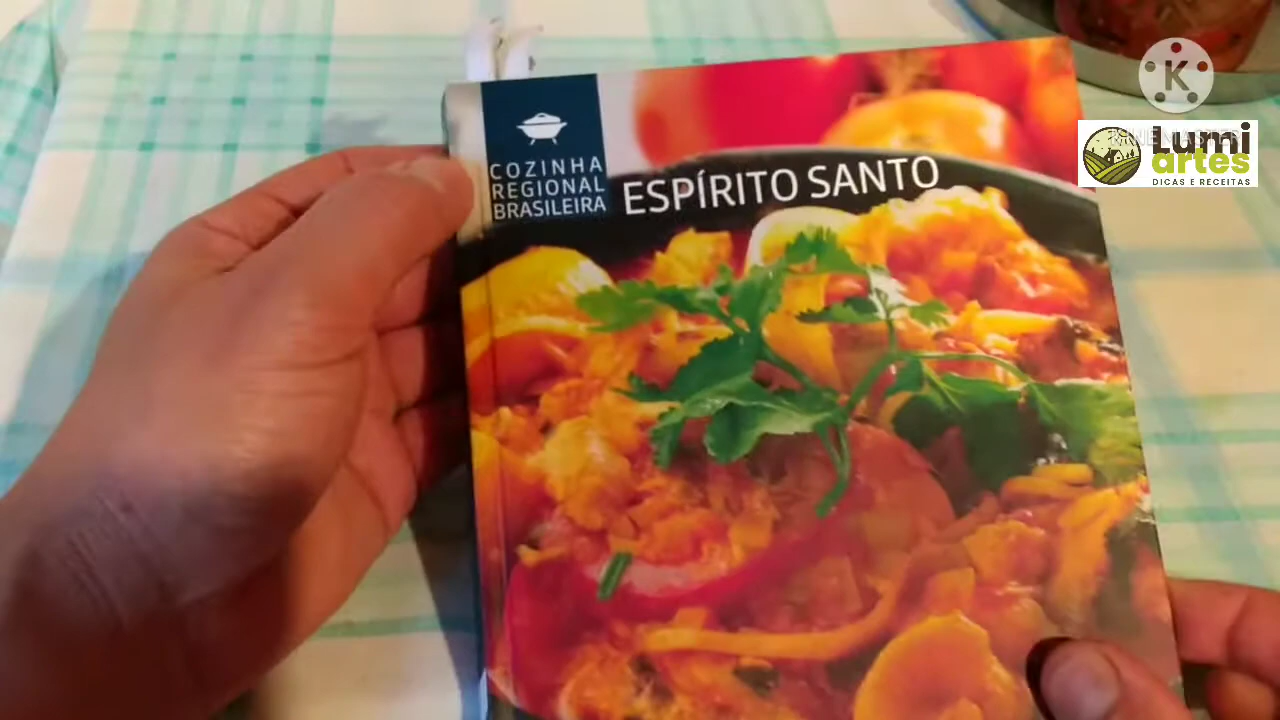 COZINHA
REGIONAL
BRASILEIRA
ESPÍRITO SANTO
K
Lumi
artes
DICAS E RECEITAS